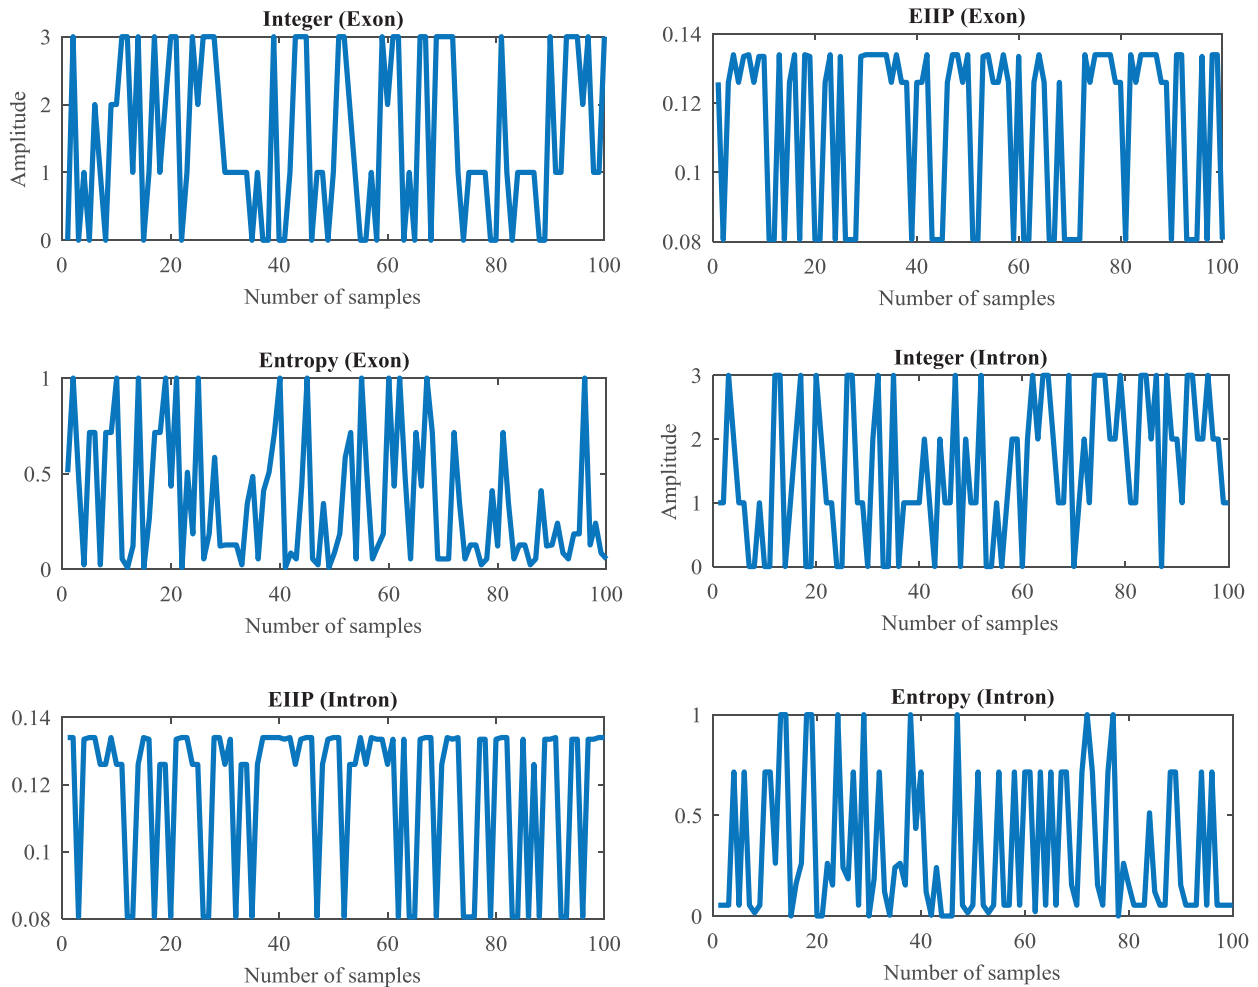 Integer (Exon)
3
2
1
0
Amplitude
0 20 40 60 80 100
Number of samples
EIIP (Exon)
0.14
0.12
0.1
0.08
0 20 40 60 80 100
Number of samples
Entropy (Exon)
1
0.5
0
0 20 40 60 80 100
Number of samples
Integer (Intron)
3
2
1
0
Amplitude
0 20 40 60 80 100
Number of samples
EIIP (Intron)
0.14
0.12
0.1
0.08
0 20 40 60 80 100
Number of samples
Entropy (Intron)
1
0.5
0
0 20 40 60 80 100
Number of samples